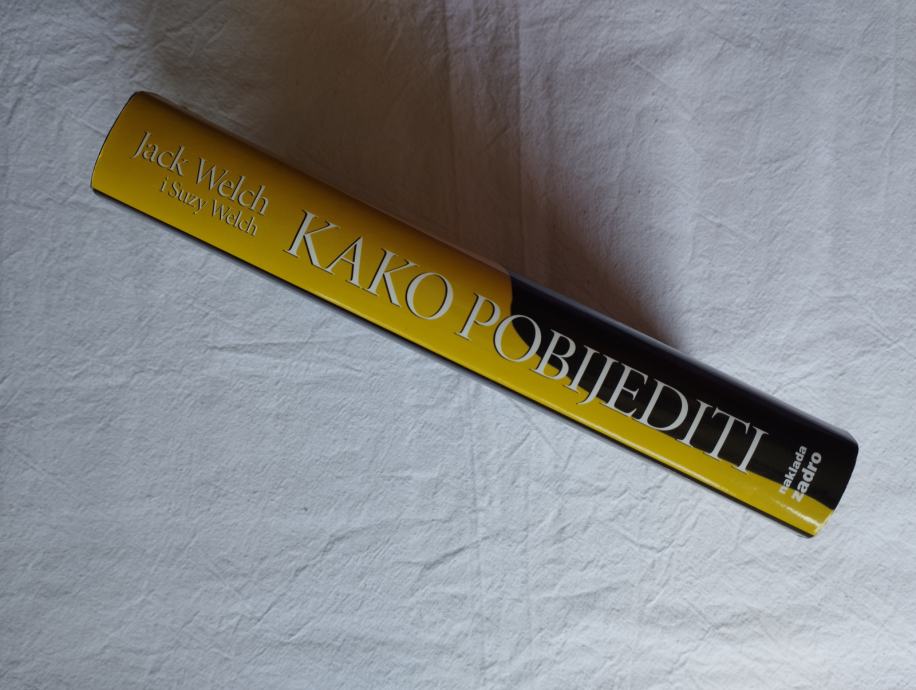 Jack Welch
i Suzy Welch
KAKO POBIJEDITI
naklada
zadro